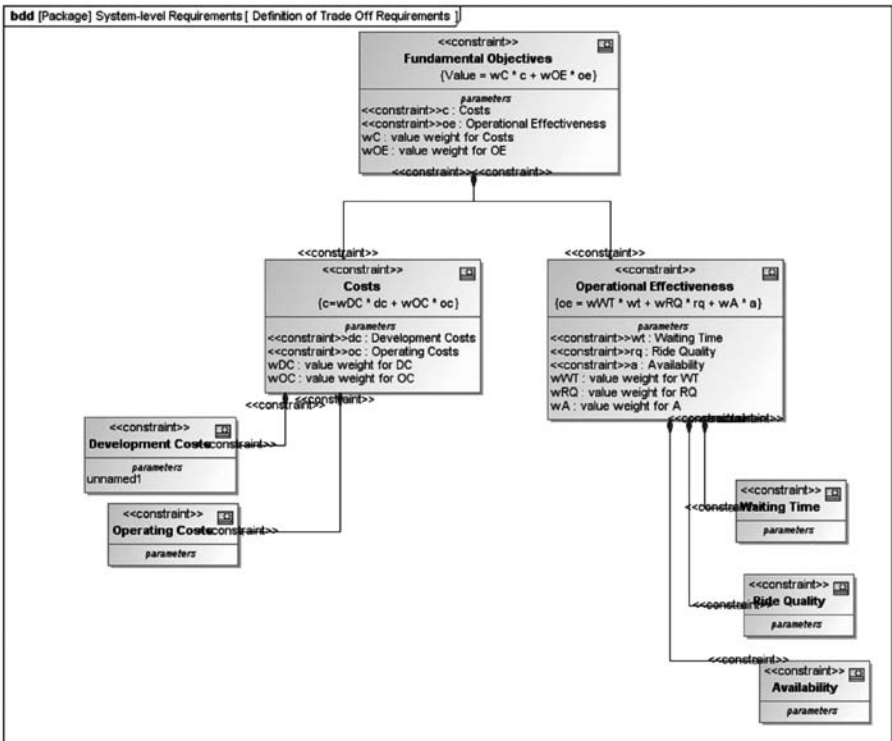 bdd [Package] System-level Requirements [ Definition of Trade Off Requirements ]
<<constraint>>
Fundamental Objectives
{Value = wC * c + wOE * oe}
parameters
<<constraint>>c : Costs
<<constraint>>oe : Operational Effectiveness
wC : value weight for Costs
wOE : value weight for OE
<<constraint>><<constraint>>
<<constraint>>
<<constraint>>
<<constraint>>
Costs
{c=wDC * dc + wOC * oc}
parameters
<<constraint>>dc : Development Costs
<<constraint>>oc : Operating Costs
wDC : value weight for DC
wOC : value weight for OC
<<constraint>>
<<constraint>>
<<constraint>>
Operational Effectiveness
{oe = wWT * wt + wRQ * rq + wA * a}
parameters
<<constraint>>wt : Waiting Time
<<constraint>>rq : Ride Quality
<<constraint>>a : Availability
wWT : value weight for WT
wRQ : value weight for RQ
wA : value weight for A
<<constraint>>
Development Costs
<<constraint>>
parameters
unnamed1
<<constraint>>
Operating Costs
<<constraint>>
parameters
<<constraint>>
<<constraint>>
Waiting Time
parameters
<<constraint>>
<<constraint>>
Ride Quality
parameters
<<constraint>>
<<constraint>>
Availability
parameters